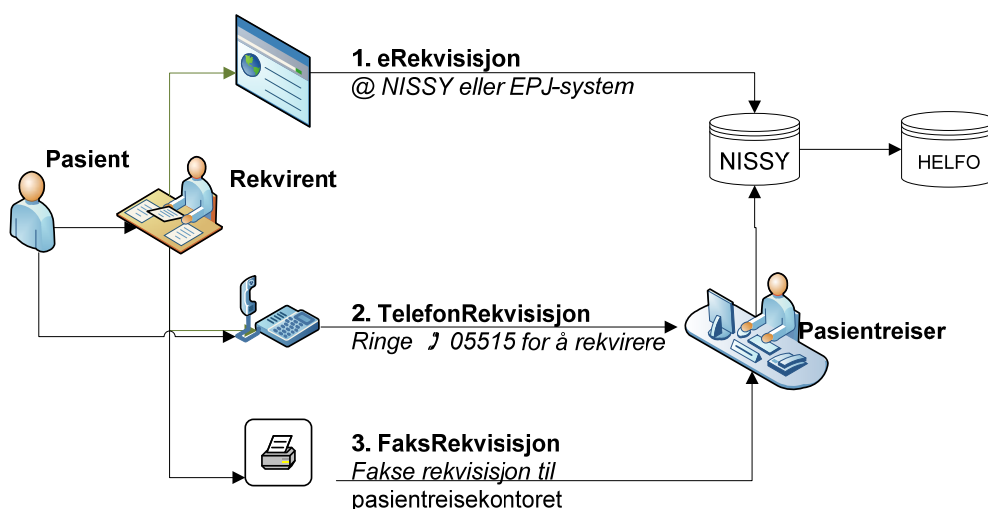 1. eRekvisisjon
@ NISSY eller EPJ-system
Pasient
Rekvirent
NISSY
HELFO
2. TelefonRekvisisjon
Ringe 05515 for å rekvirere
Pasientreiser
3. FaksRekvisisjon
Fakse rekvisisjon til
pasientreisekontoret